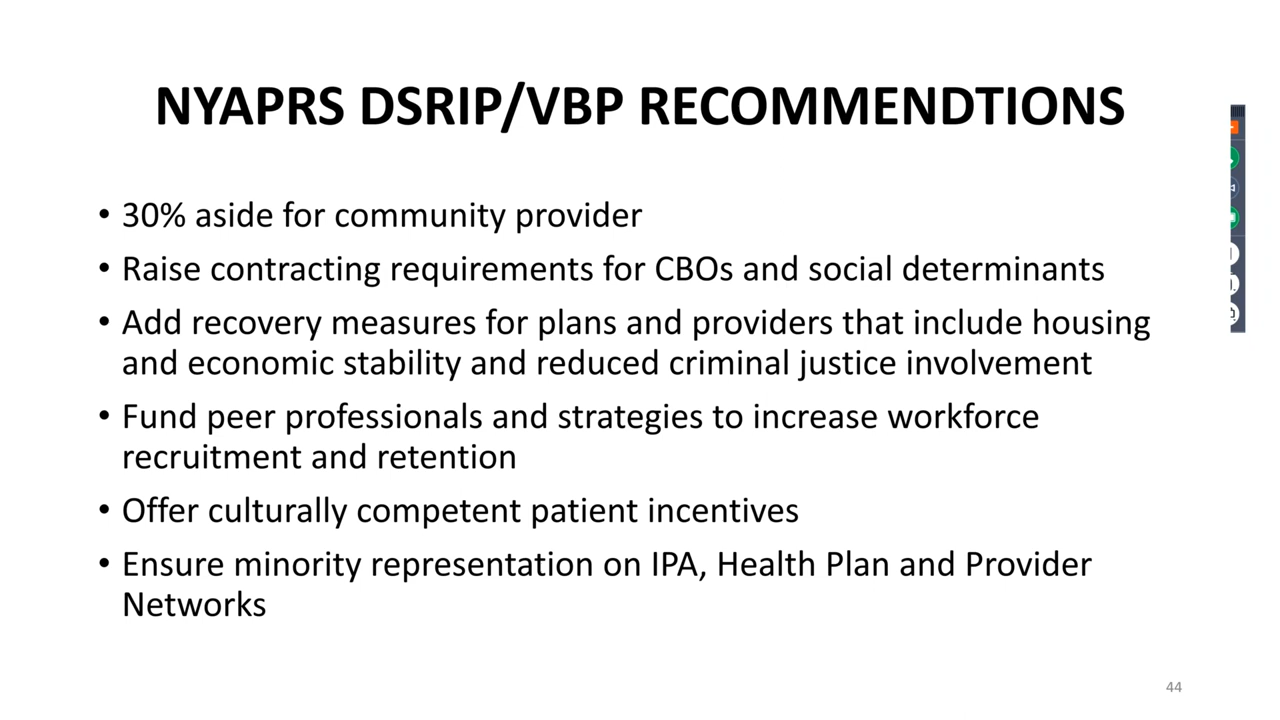 NYAPRS DSRIP/VBP RECOMMENDTIONS
• 30% aside for community provider
• Raise contracting requirements for CBOs and social determinants
• Add recovery measures for plans and providers that include housing
and economic stability and reduced criminal justice involvement
• Fund peer professionals and strategies to increase workforce
recruitment and retention
• Offer culturally competent patient incentives
• Ensure minority representation on IPA, Health Plan and Provider
Networks
44